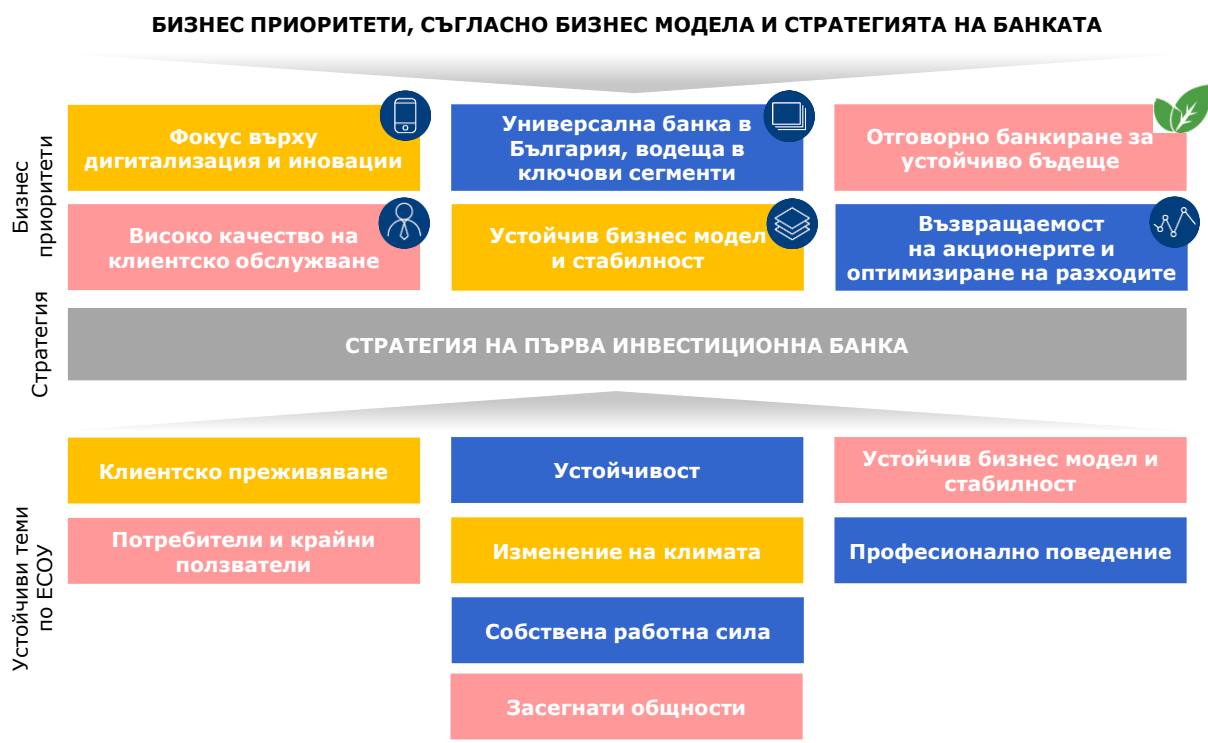 БИЗНЕС ПРИОРИТЕТИ, СЪГЛАСНО БИЗНЕС МОДЕЛА И СТРАТЕГИЯТА НА БАНКАТА
Бизнес
приоритети
Фокус върху
дигитализация и иновации
Универсална банка в
България, водеща в
ключови сегменти
Отговорно банкиране за
устойчиво бъдеще
Високо качество на
клиентско обслужване
Устойчив бизнес модел
и стабилност
Възвращаемост
на акционерите и
оптимизиране на разходите
Стратегия
СТРАТЕГИЯ НА ПЪРВА ИНВЕСТИЦИОННА БАНКА
Устойчиви теми
по ЕСОУ
Клиентско преживяване
Устойчивост
Устойчив бизнес модел и
стабилност
Потребители и крайни
ползватели
Изменение на климата
Професионално поведение
Собствена работна сила
Засегнати общности